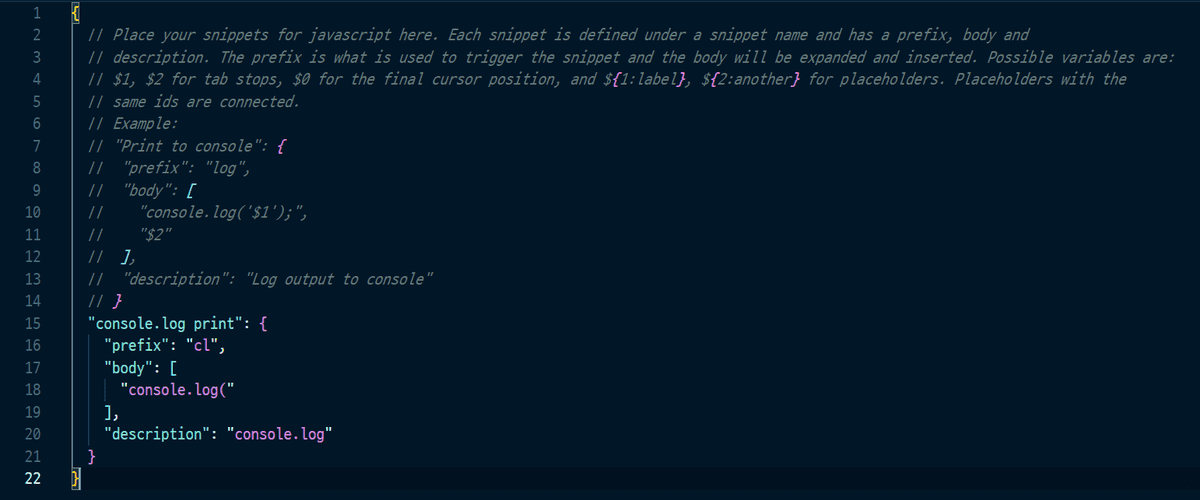 1 {
2 // Place your snippets for javascript here. Each snippet is defined under a snippet name and has a prefix, body and
3 // description. The prefix is what is used to trigger the snippet and the body will be expanded and inserted. Possible variables are:
4 // $1, $2 for tab stops, $0 for the final cursor position, and ${1:label}, ${2:another} for placeholders. Placeholders with the
5 // same ids are connected.
6 // Example:
7 // "Print to console": {
8 // "prefix": "log",
9 // "body": [
10 // "console.log('$1');",
11 // "$2"
12 // ],
13 // "description": "Log output to console"
14 // }
15 "console.log print": {
16 "prefix": "cl",
17 "body": [
18 "console.log("
19 ],
20 "description": "console.log"
21 }
22 }